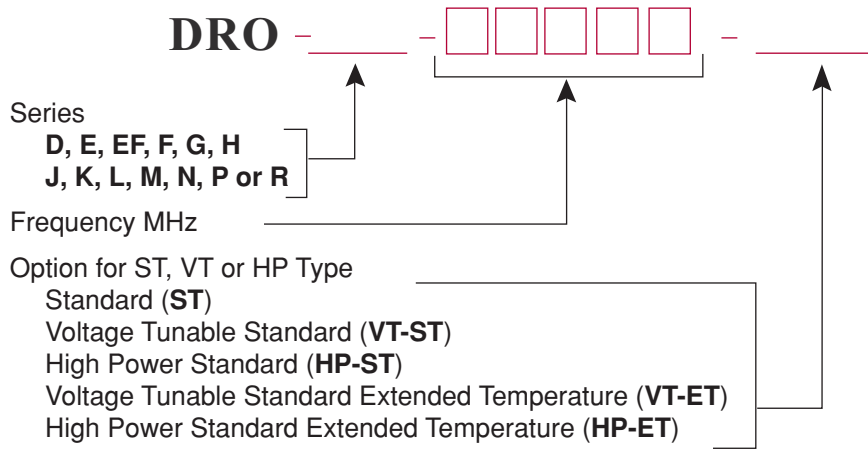 DRO - ____ - □□□□□ - ____
Series
D, E, EF, F, G, H
J, K, L, M, N, P or R
Frequency MHz
Option for ST, VT or HP Type
Standard (ST)
Voltage Tunable Standard (VT-ST)
High Power Standard (HP-ST)
Voltage Tunable Standard Extended Temperature (VT-ET)
High Power Standard Extended Temperature (HP-ET)